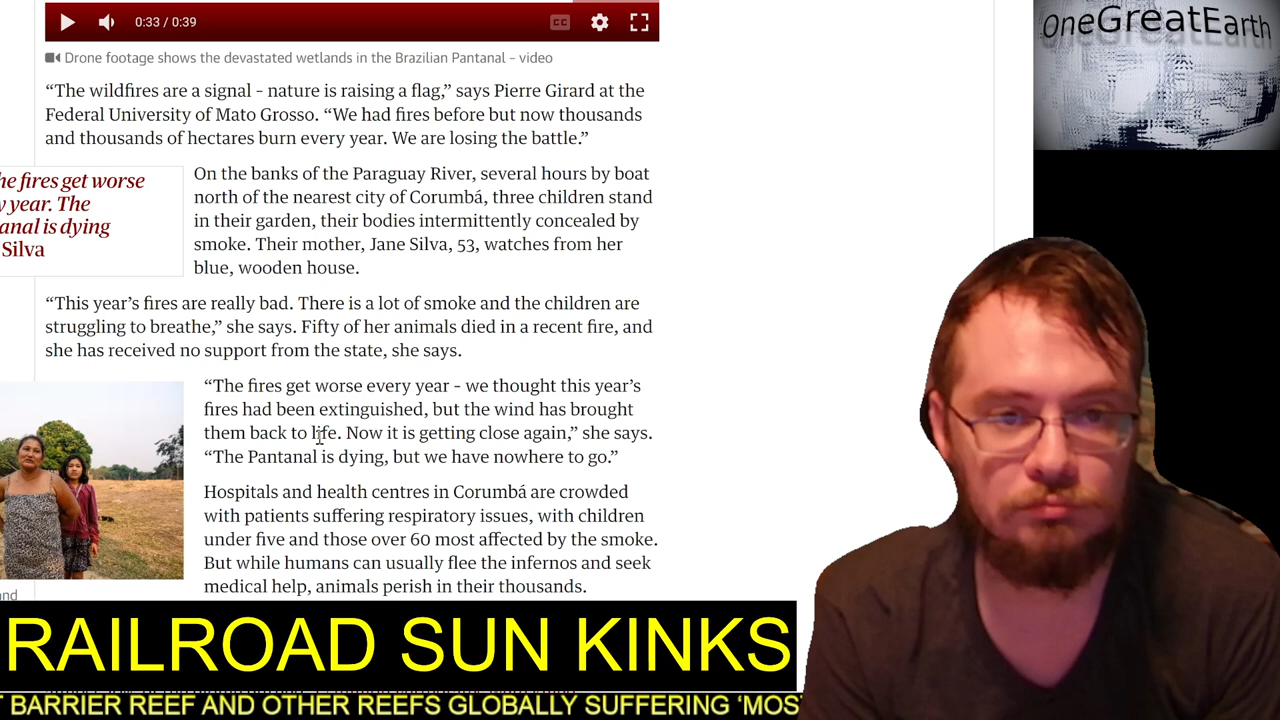 0:33 / 0:39
CC
OneGreatEarth
Drone footage shows the devastated wetlands in the Brazilian Pantanal – video
“The wildfires are a signal – nature is raising a flag,” says Pierre Girard at the
Federal University of Mato Grosso. “We had fires before but now thousands
and thousands of hectares burn every year. We are losing the battle.”
he fires get worse
y year. The
anal is dying
Silva
On the banks of the Paraguay River, several hours by boat
north of the nearest city of Corumbá, three children stand
in their garden, their bodies intermittently concealed by
smoke. Their mother, Jane Silva, 53, watches from her
blue, wooden house.
“This year’s fires are really bad. There is a lot of smoke and the children are
struggling to breathe,” she says. Fifty of her animals died in a recent fire, and
she has received no support from the state, she says.
“The fires get worse every year – we thought this year’s
fires had been extinguished, but the wind has brought
them back to life. Now it is getting close again,” she says.
“The Pantanal is dying, but we have nowhere to go.”
Hospitals and health centres in Corumbá are crowded
with patients suffering respiratory issues, with children
under five and those over 60 most affected by the smoke.
But while humans can usually flee the infernos and seek
medical help, animals perish in their thousands.
nd
RAILROAD SUN KINKS
T BARRIER REEF AND OTHER REEFS GLOBALLY SUFFERING ‘MOS